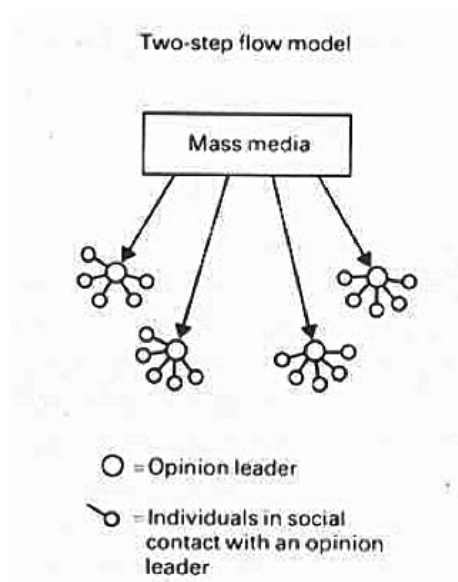 Two-step flow model
Mass media
= Opinion leader
= Individuals in social
contact with an opinion
leader